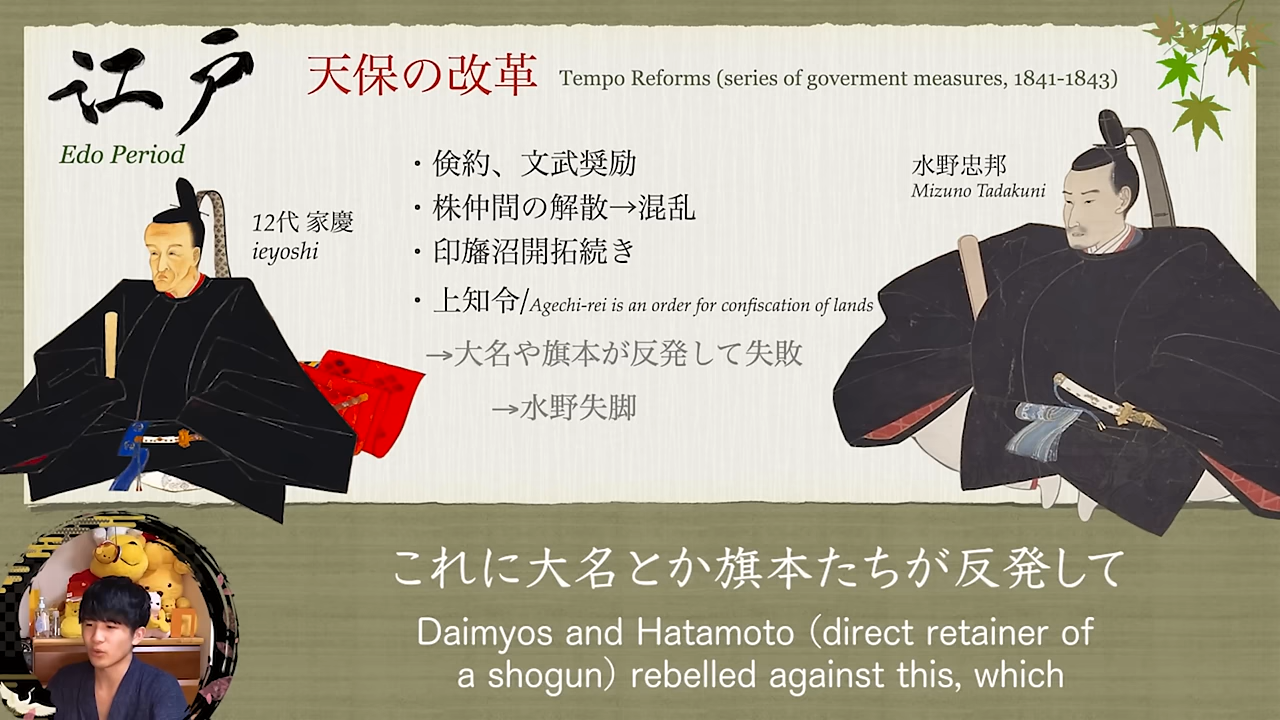 江戸
Edo Period
天保の改革 Tempo Reforms (series of goverment measures, 1841-1843)
12代 家慶
ieyoshi
・倹約、文武奨励
・株仲間の解散→混乱
・印旛沼開拓続き
・上知令/Agechi-rei is an order for confiscation of lands
→大名や旗本が反発して失敗
→水野失脚
水野忠邦
Mizuno Tadakuni
これに大名とか旗本たちが反発して
Daimyos and Hatamoto (direct retainer of
a shogun) rebelled against this, which